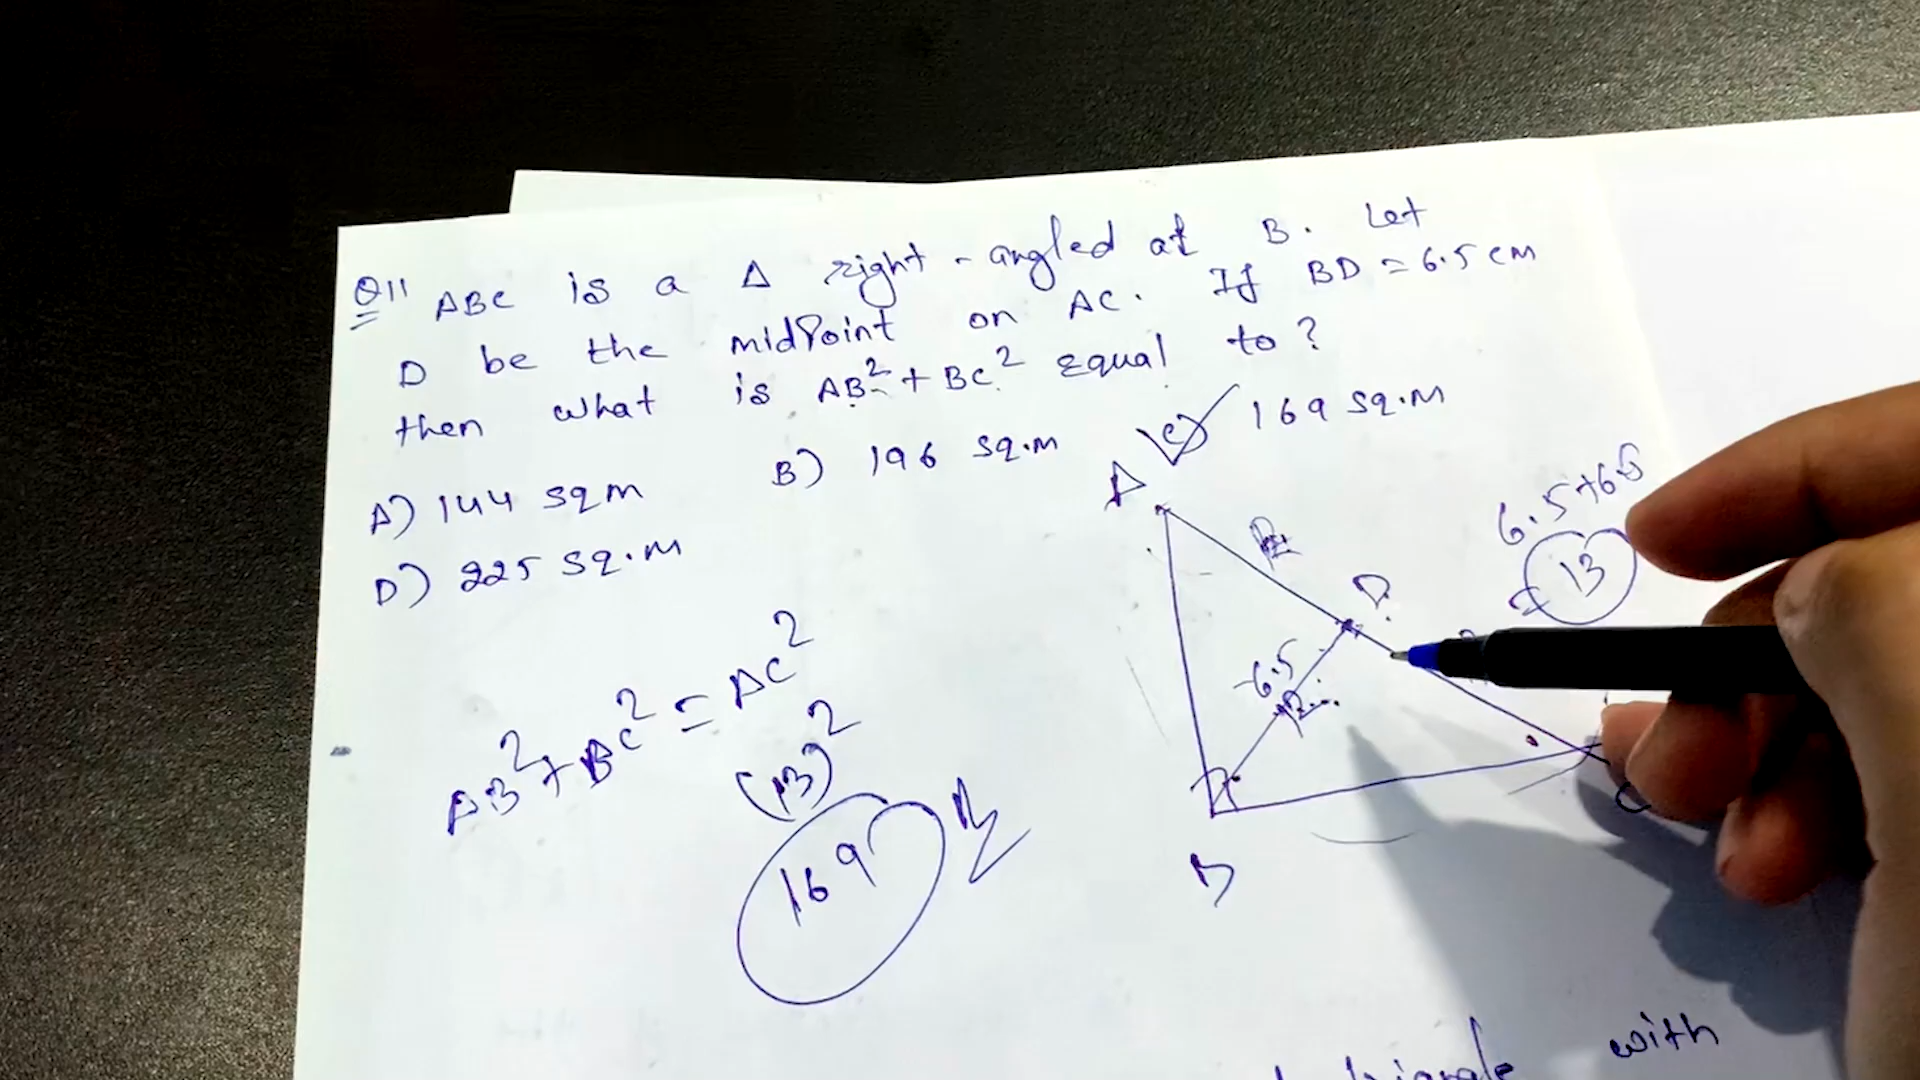 Q11 ABC is a Δ right-angled at B. Let
D be the midPoint on AC. If BD = 6.5 cm
then what is AB² + BC² Equal to?
A) 144 sqm B) 196 sq.m C) 169 sq.m
D) 225 sq.m
A
6.5+6.5
= 13
D
6.5
C
B
AB² + BC² = AC²
(13)²
169
triangle with